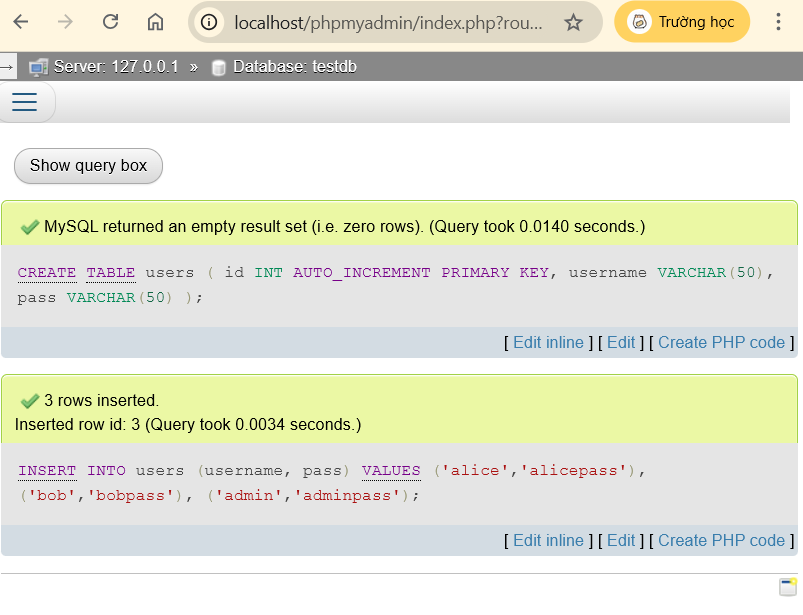 localhost/phpmyadmin/index.php?rou...
Trường học
Server: 127.0.0.1 » Database: testdb
Show query box
MySQL returned an empty result set (i.e. zero rows). (Query took 0.0140 seconds.)
CREATE TABLE users ( id INT AUTO_INCREMENT PRIMARY KEY, username VARCHAR(50),
pass VARCHAR(50) );
[ Edit inline ] [ Edit ] [ Create PHP code ]
3 rows inserted.
Inserted row id: 3 (Query took 0.0034 seconds.)
INSERT INTO users (username, pass) VALUES ('alice','alicepass'),
('bob','bobpass'), ('admin','adminpass');
[ Edit inline ] [ Edit ] [ Create PHP code ]